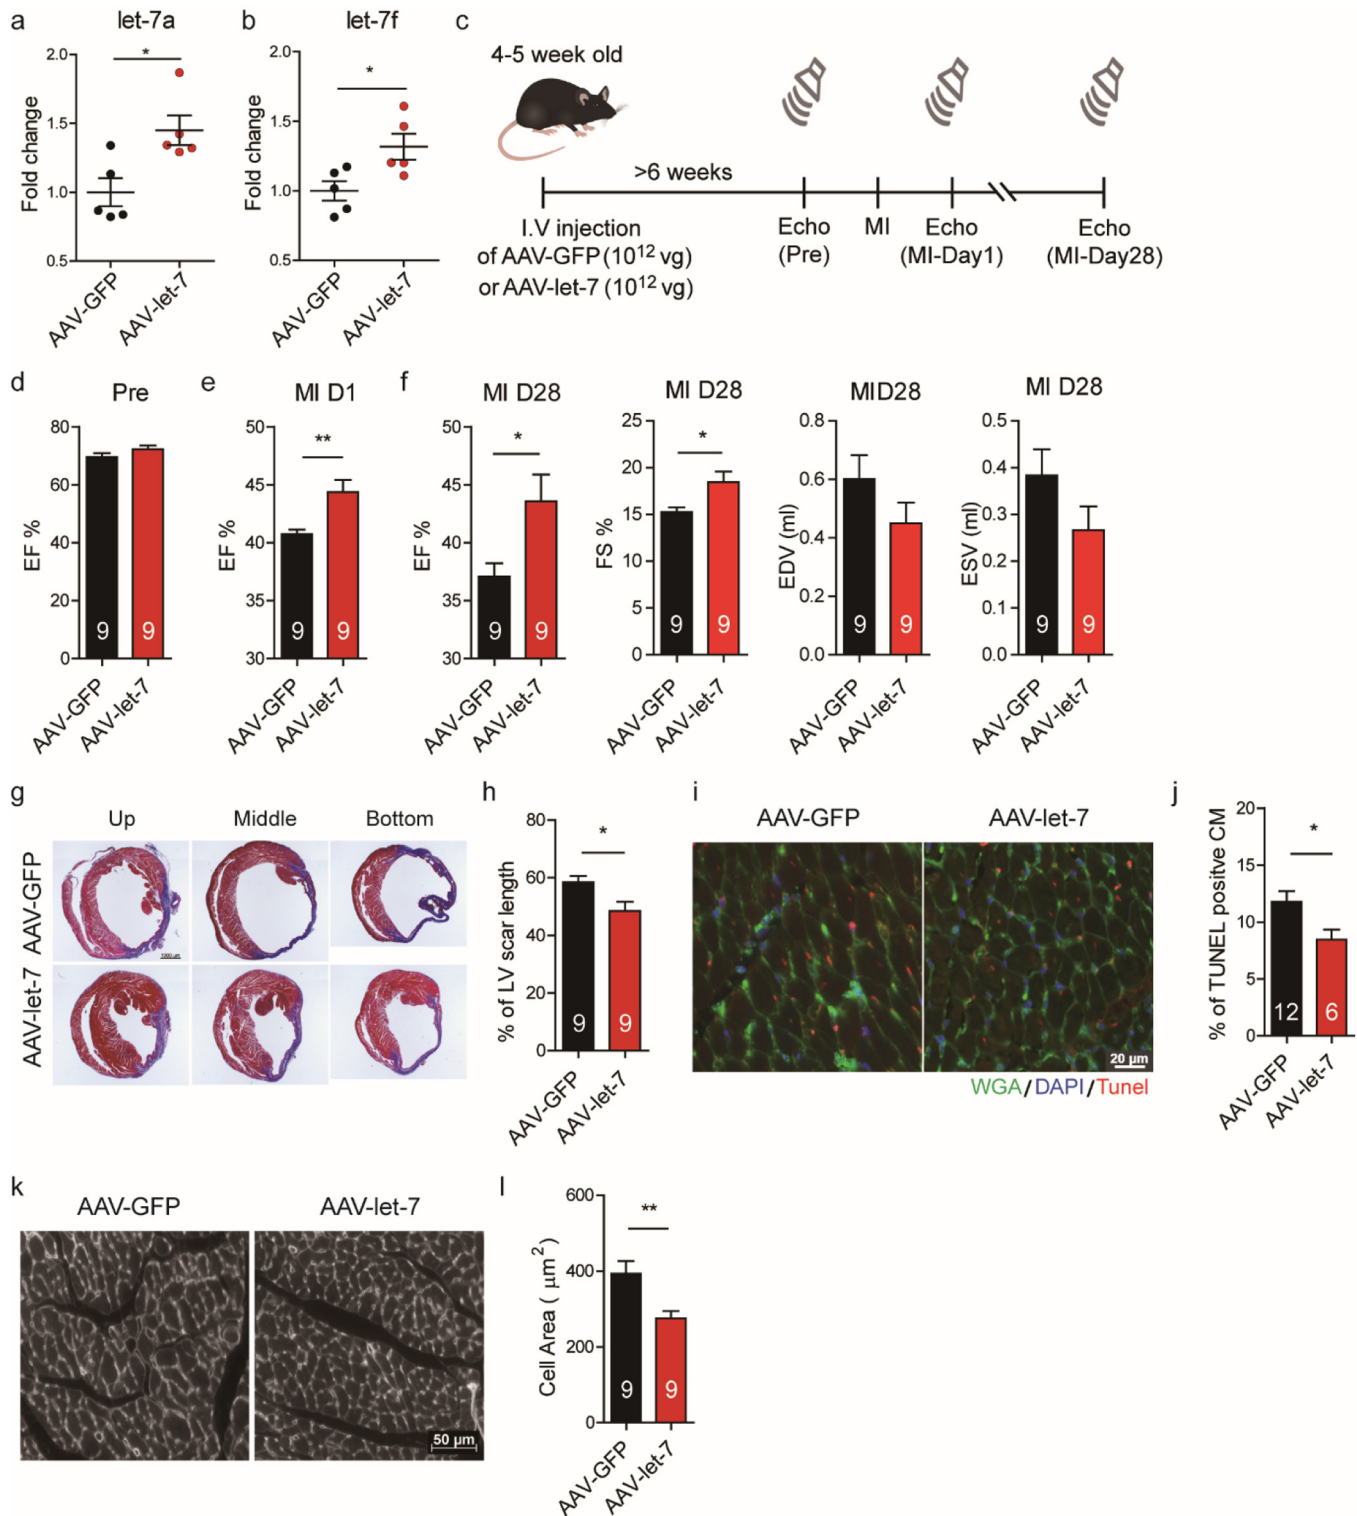 a
let-7a
Fold change
2.0
1.5
1.0
0.5
*
AAV-GFP
AAV-let-7
b
let-7f
Fold change
2.0
1.5
1.0
0.5
*
AAV-GFP
AAV-let-7
c
4-5 week old
>6 weeks
I.V injection
of AAV-GFP (10¹² vg)
or AAV-let-7 (10¹² vg)
Echo
(Pre)
MI
Echo
(MI-Day1)
Echo
(MI-Day28)
d
Pre
EF %
80
60
40
20
0
9
9
AAV-GFP
AAV-let-7
e
MI D1
EF %
50
45
40
35
30
**
9
9
AAV-GFP
AAV-let-7
f
MI D28
EF %
50
45
40
35
30
*
9
9
AAV-GFP
AAV-let-7
MI D28
FS %
25
20
15
10
5
0
*
9
9
AAV-GFP
AAV-let-7
MID28
EDV (ml)
0.8
0.6
0.4
0.2
0.0
9
9
AAV-GFP
AAV-let-7
MI D28
ESV (ml)
0.5
0.4
0.3
0.2
0.1
0.0
9
9
AAV-GFP
AAV-let-7
g
Up
Middle
Bottom
AAV-GFP
AAV-let-7
1000 µm
h
% of LV scar length
80
60
40
20
0
*
9
9
AAV-GFP
AAV-let-7
i
AAV-GFP
AAV-let-7
20 µm
WGA/DAPI/Tunel
j
% of TUNEL positve CM
20
15
10
5
0
*
12
6
AAV-GFP
AAV-let-7
k
AAV-GFP
AAV-let-7
50 µm
l
Cell Area ( µm²)
600
400
200
0
**
9
9
AAV-GFP
AAV-let-7